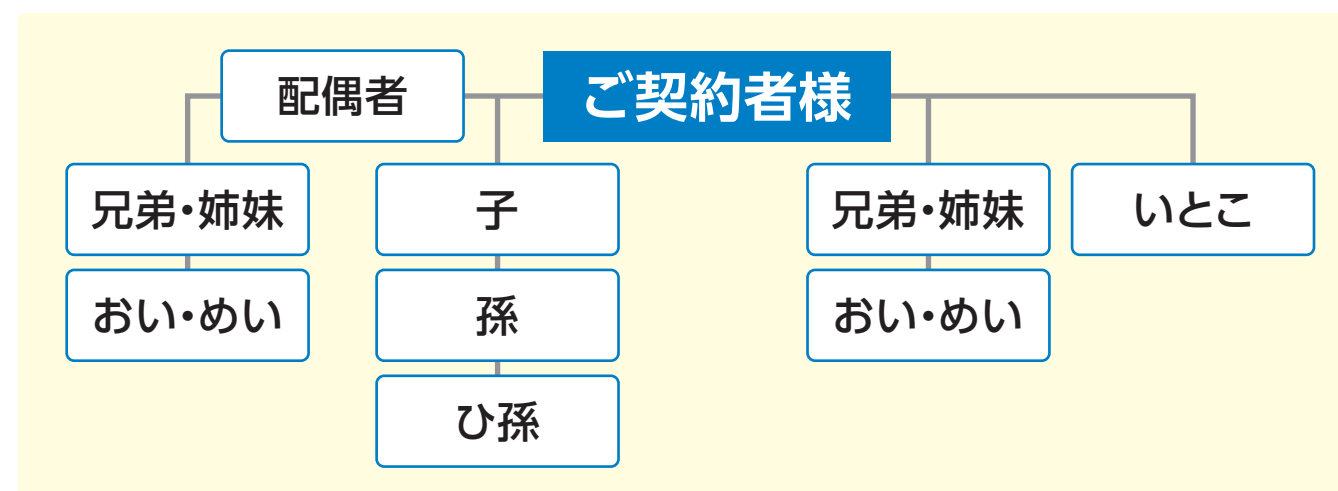 配偶者
ご契約者様
兄弟・姉妹
子
兄弟・姉妹
いとこ
おい・めい
孫
おい・めい
ひ孫